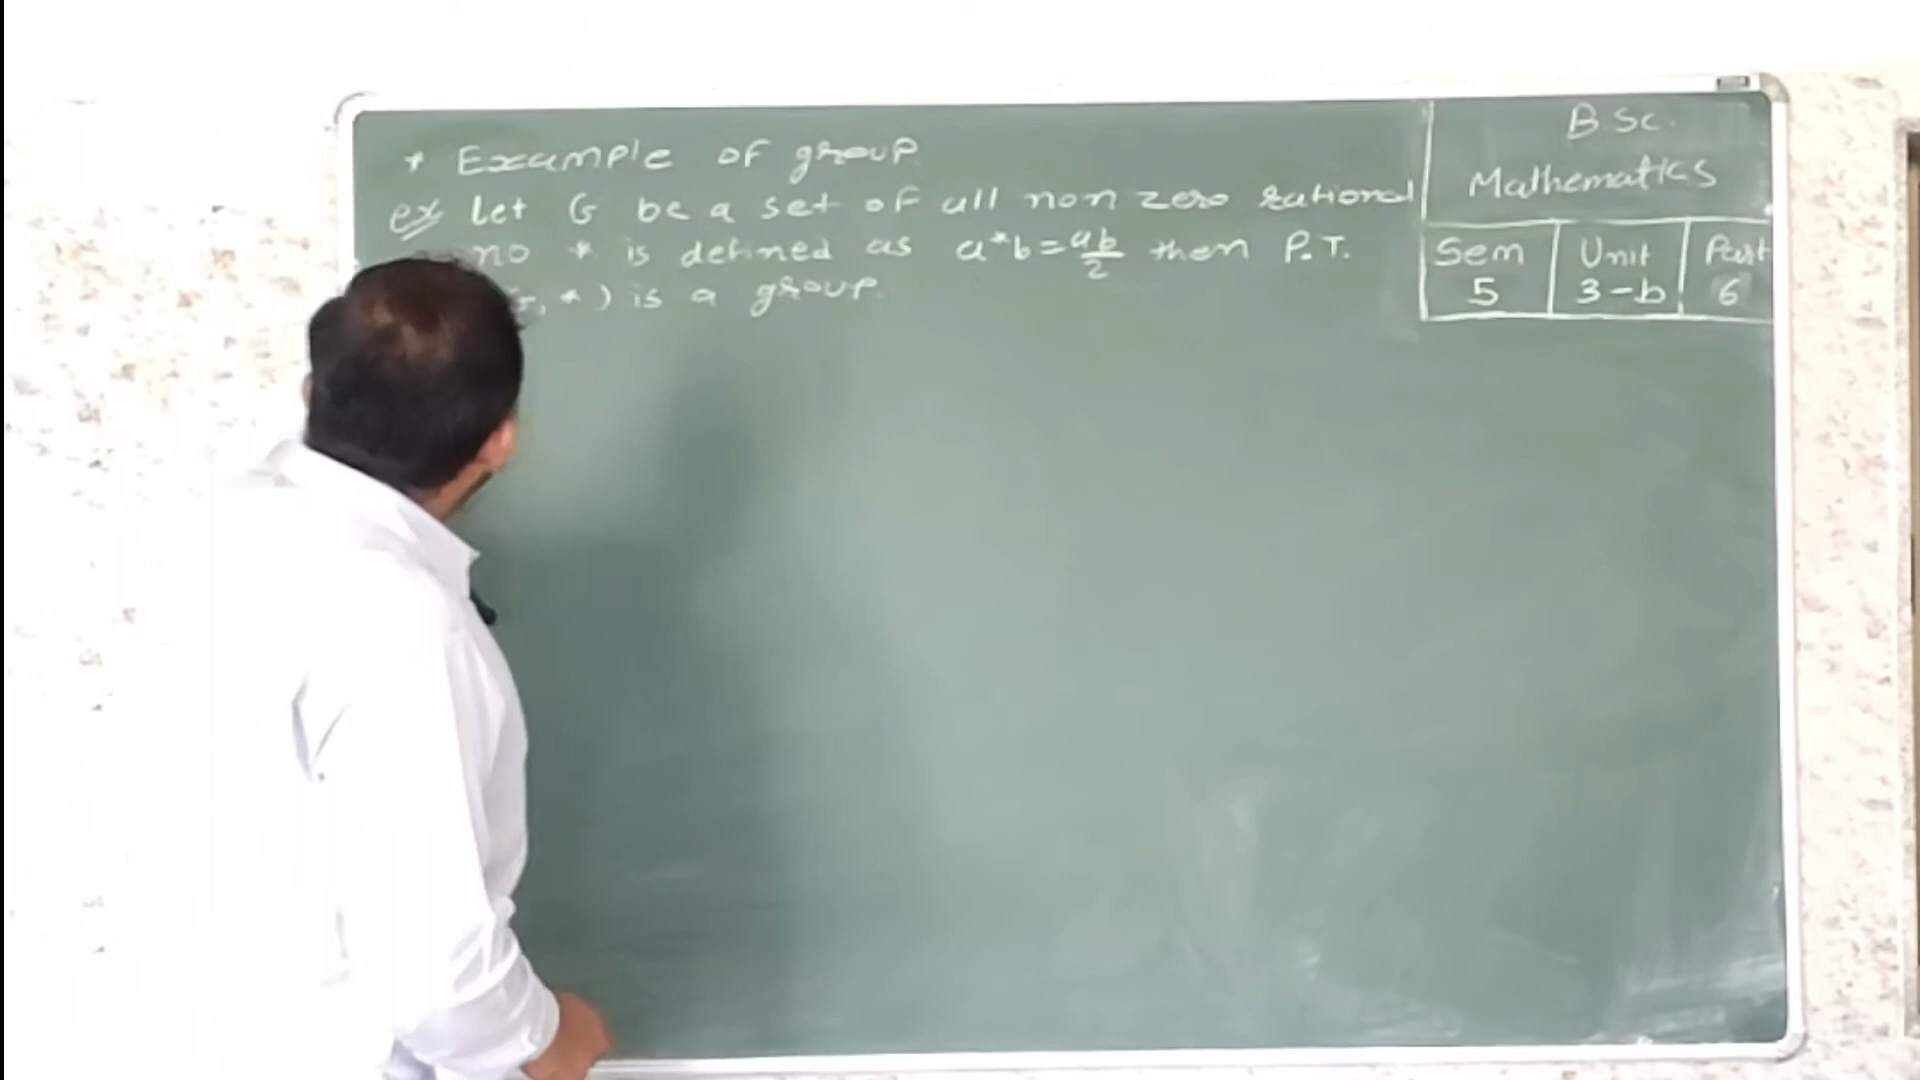 * Example of group
ex Let G be a set of all non zero rational
no * is defined as a*b=ab/2 then P.T.
, * ) is a group.
B.Sc.
Mathematics
Sem Unit Part
5 3-b 6